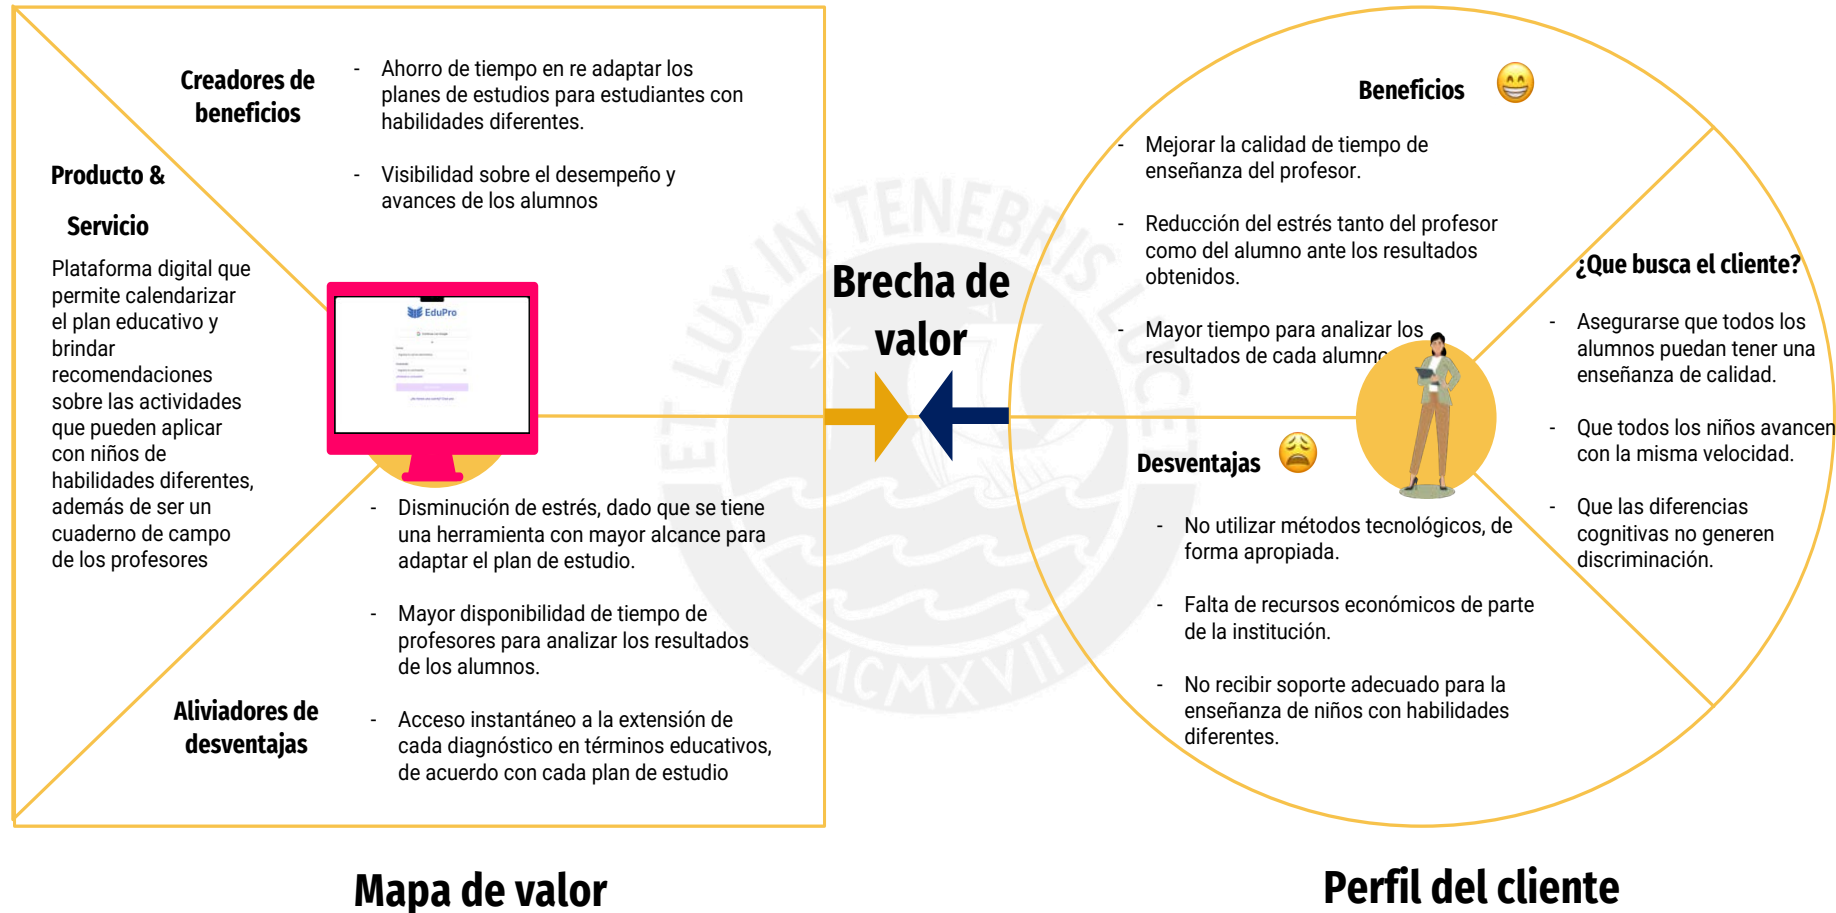 Creadores de
beneficios
- Ahorro de tiempo en re adaptar los
planes de estudios para estudiantes con
habilidades diferentes.
- Visibilidad sobre el desempeño y
avances de los alumnos
Producto &
Servicio
Plataforma digital que
permite calendarizar
el plan educativo y
brindar
recomendaciones
sobre las actividades
que pueden aplicar
con niños de
habilidades diferentes,
además de ser un
cuaderno de campo
de los profesores
EduPro
Aliviadores de
desventajas
- Disminución de estrés, dado que se tiene
una herramienta con mayor alcance para
adaptar el plan de estudio.
- Mayor disponibilidad de tiempo de
profesores para analizar los resultados
de los alumnos.
- Acceso instantáneo a la extensión de
cada diagnóstico en términos educativos,
de acuerdo con cada plan de estudio
Mapa de valor
Brecha de
valor
ET LUX IN TENEBRIS LUCET
MCMXVII
Beneficios
- Mejorar la calidad de tiempo de
enseñanza del profesor.
- Reducción del estrés tanto del profesor
como del alumno ante los resultados
obtenidos.
- Mayor tiempo para analizar los
resultados de cada alumno
¿Que busca el cliente?
- Asegurarse que todos los
alumnos puedan tener una
enseñanza de calidad.
- Que todos los niños avancen
con la misma velocidad.
- Que las diferencias
cognitivas no generen
discriminación.
Desventajas
- No utilizar métodos tecnológicos, de
forma apropiada.
- Falta de recursos económicos de parte
de la institución.
- No recibir soporte adecuado para la
enseñanza de niños con habilidades
diferentes.
Perfil del cliente